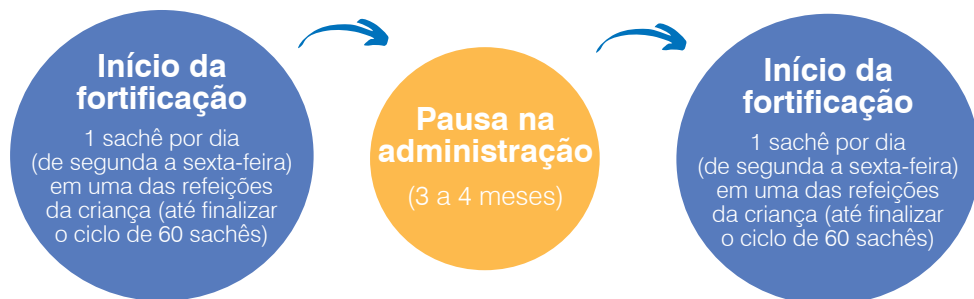 Início da
fortificação
1 sachê por dia
(de segunda a sexta-feira)
em uma das refeições
da criança (até finalizar
o ciclo de 60 sachês)
Pausa na
administração
(3 a 4 meses)
Início da
fortificação
1 sachê por dia
(de segunda a sexta-feira)
em uma das refeições
da criança (até finalizar
o ciclo de 60 sachês)